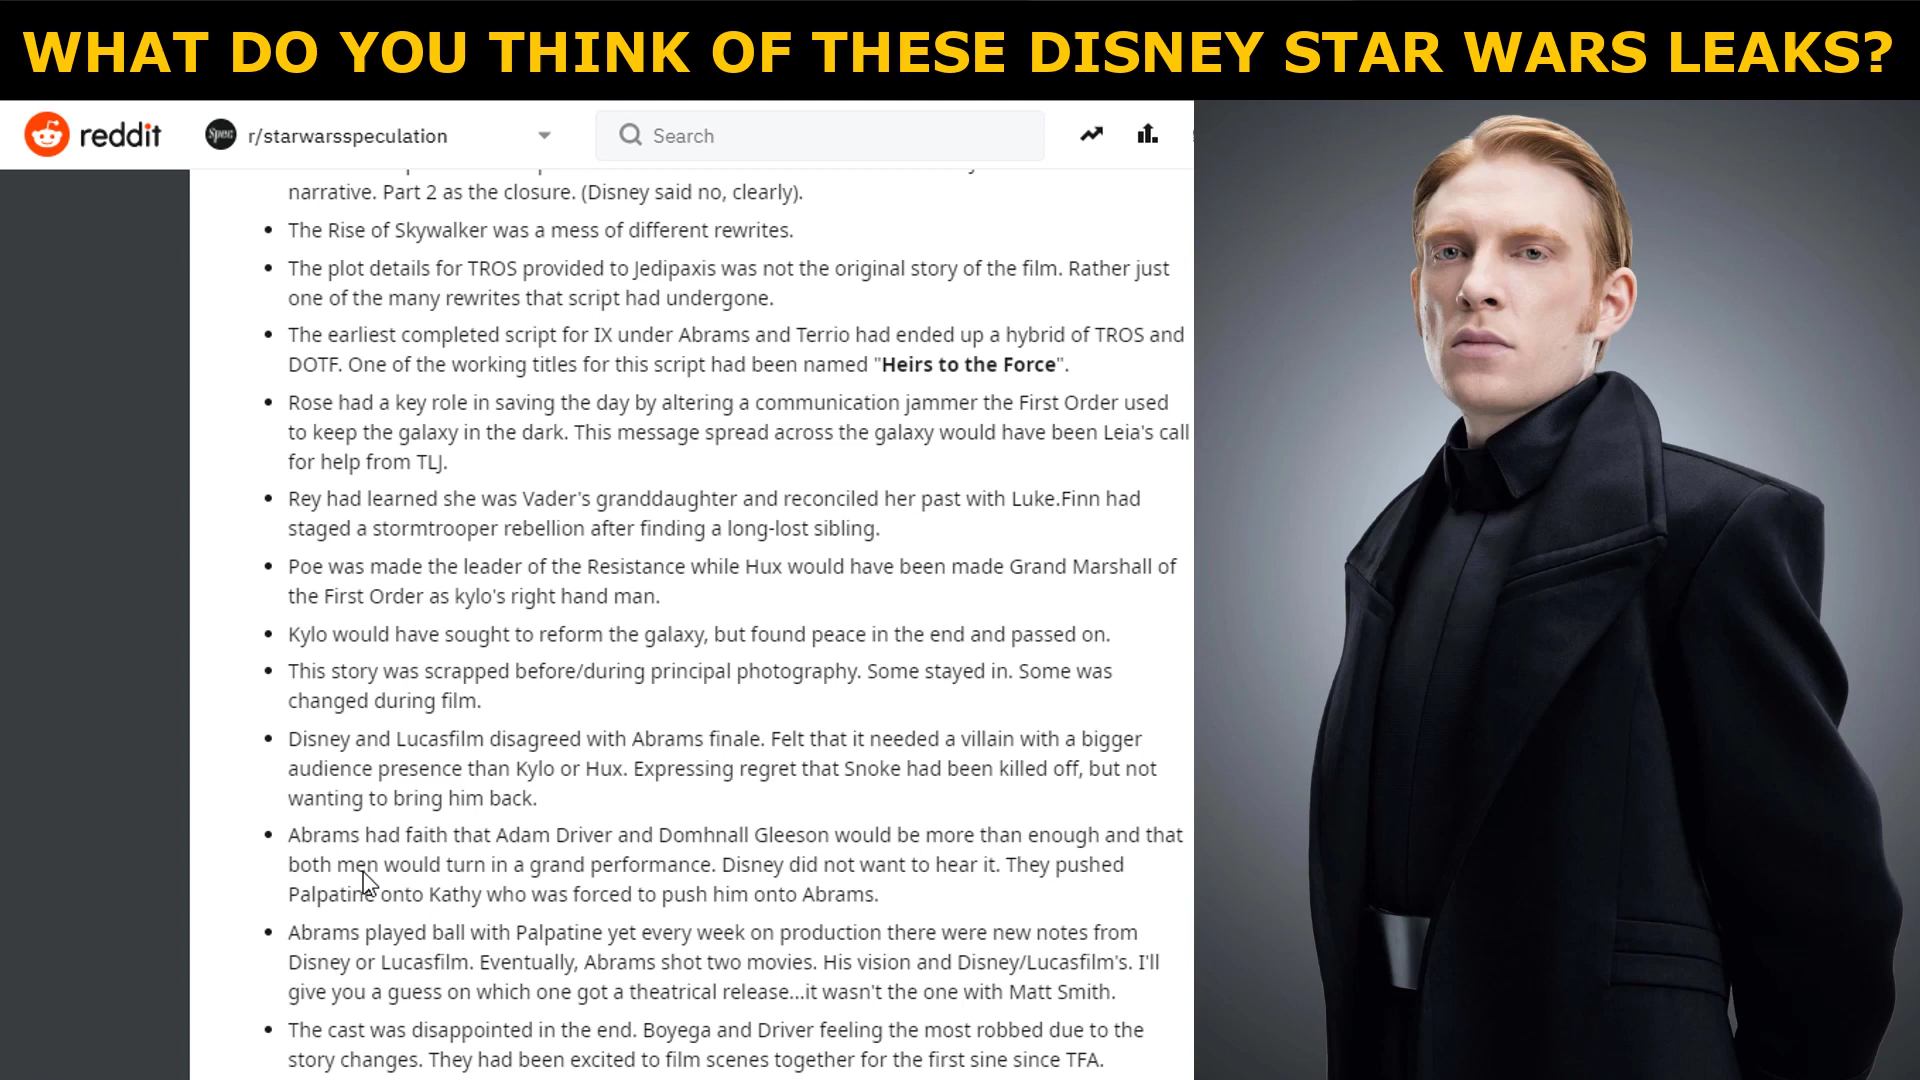 WHAT DO YOU THINK OF THESE DISNEY STAR WARS LEAKS?
reddit
Spec
r/starwarsspeculation
Search
narrative. Part 2 as the closure. (Disney said no, clearly).
The Rise of Skywalker was a mess of different rewrites.
The plot details for TROS provided to Jedipaxis was not the original story of the film. Rather just
one of the many rewrites that script had undergone.
The earliest completed script for IX under Abrams and Terrio had ended up a hybrid of TROS and
DOTF. One of the working titles for this script had been named "Heirs to the Force".
Rose had a key role in saving the day by altering a communication jammer the First Order used
to keep the galaxy in the dark. This message spread across the galaxy would have been Leia's call
for help from TLJ.
Rey had learned she was Vader's granddaughter and reconciled her past with Luke.Finn had
staged a stormtrooper rebellion after finding a long-lost sibling.
Poe was made the leader of the Resistance while Hux would have been made Grand Marshall of
the First Order as kylo's right hand man.
Kylo would have sought to reform the galaxy, but found peace in the end and passed on.
This story was scrapped before/during principal photography. Some stayed in. Some was
changed during film.
Disney and Lucasfilm disagreed with Abrams finale. Felt that it needed a villain with a bigger
audience presence than Kylo or Hux. Expressing regret that Snoke had been killed off, but not
wanting to bring him back.
Abrams had faith that Adam Driver and Domhnall Gleeson would be more than enough and that
both men would turn in a grand performance. Disney did not want to hear it. They pushed
Palpatine onto Kathy who was forced to push him onto Abrams.
Abrams played ball with Palpatine yet every week on production there were new notes from
Disney or Lucasfilm. Eventually, Abrams shot two movies. His vision and Disney/Lucasfilm's. I'll
give you a guess on which one got a theatrical release...it wasn't the one with Matt Smith.
The cast was disappointed in the end. Boyega and Driver feeling the most robbed due to the
story changes. They had been excited to film scenes together for the first sine since TFA.